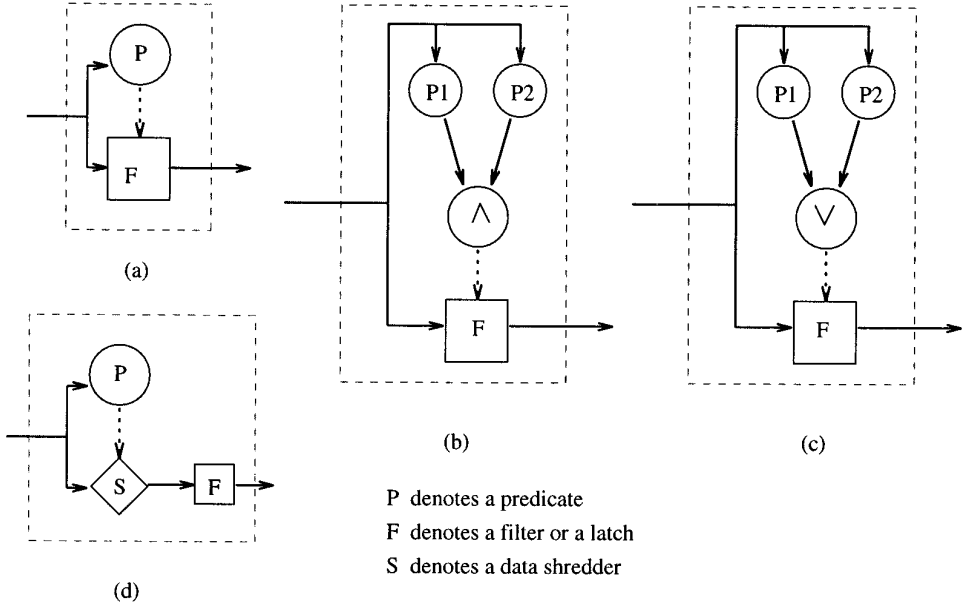 P
F
(a)
P1 P2
∧
F
(b)
P1 P2
∨
F
(c)
P
S F
(d)
P denotes a predicate
F denotes a filter or a latch
S denotes a data shredder